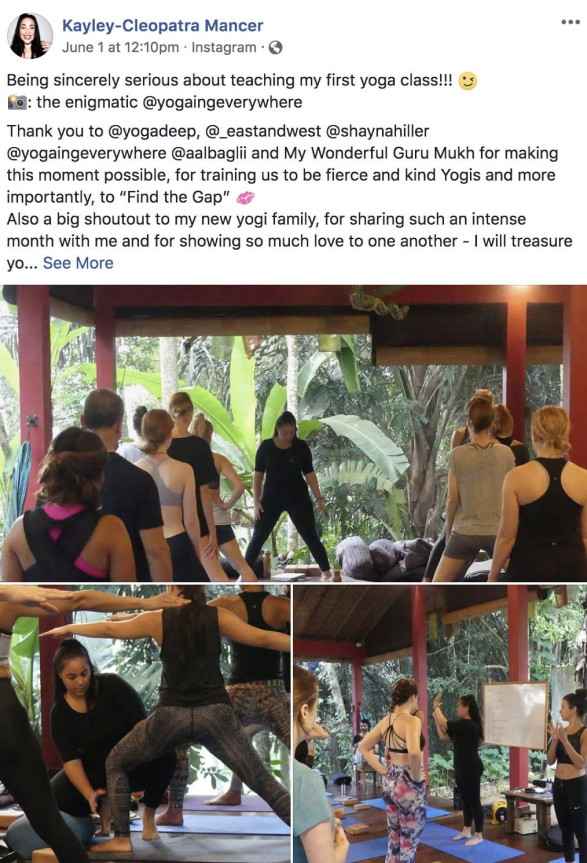 Kayley-Cleopatra Mancer
June 1 at 12:10pm · Instagram ·
Being sincerely serious about teaching my first yoga class!!! 😉
📸: the enigmatic @yogaingeverywhere
Thank you to @yogadeep, @_eastandwest @shaynahiller
@yogaingeverywhere @aalbaglii and My Wonderful Guru Mukh for making
this moment possible, for training us to be fierce and kind Yogis and more
importantly, to “Find the Gap” 💋
Also a big shoutout to my new yogi family, for sharing such an intense
month with me and for showing so much love to one another - I will treasure
yo... See More